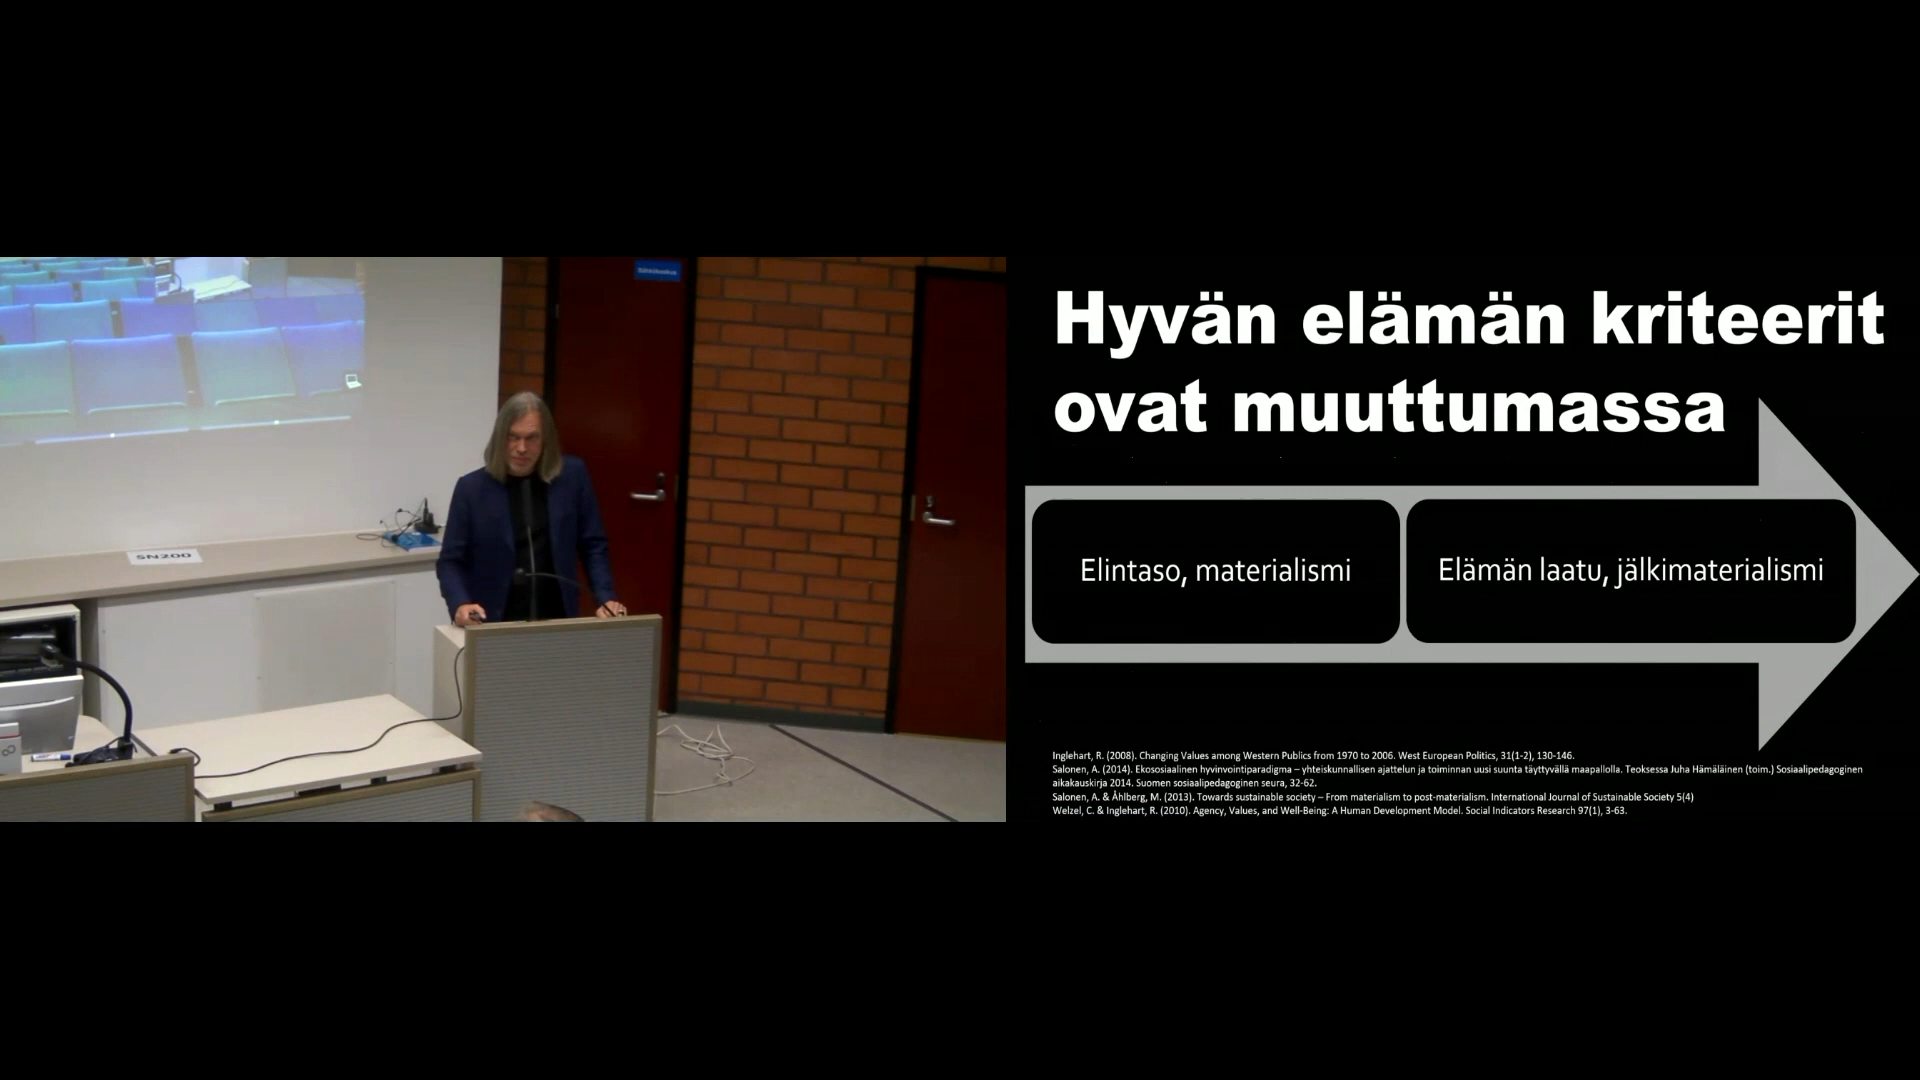 Sähkökeskus
SN200
Hyvän elämän kriteerit
ovat muuttumassa
Elintaso, materialismi
Elämän laatu, jälkimaterialismi
Inglehart, R. (2008). Changing Values among Western Publics from 1970 to 2006. West European Politics, 31(1-2), 130-146.
Salonen, A. (2014). Ekososiaalinen hyvinvointiparadigma – yhteiskunnallisen ajattelun ja toiminnan uusi suunta täyttyvällä maapallolla. Teoksessa Juha Hämäläinen (toim.) Sosiaalipedagoginen
aikakauskirja 2014. Suomen sosiaalipedagoginen seura, 32-62.
Salonen, A. & Åhlberg, M. (2013). Towards sustainable society – From materialism to post-materialism. International Journal of Sustainable Society 5(4)
Welzel, C. & Inglehart, R. (2010). Agency, Values, and Well-Being: A Human Development Model. Social Indicators Research 97(1), 3-63.